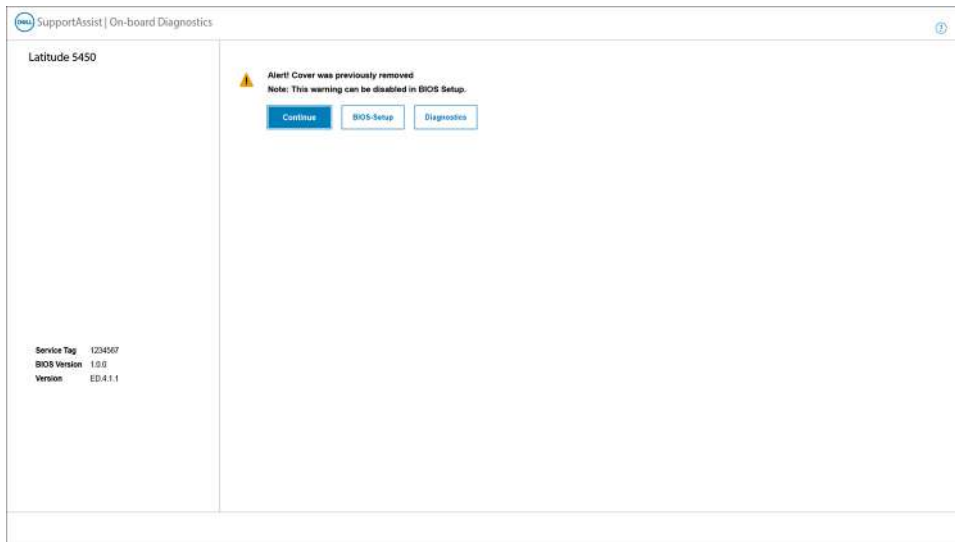 DELL SupportAssist | On-board Diagnostics
Latitude 5450
Alert! Cover was previously removed
Note: This warning can be disabled in BIOS Setup.
Continue BIOS-Setup Diagnostics
Service Tag 1234567
BIOS Version 1.0.0
Version ED.4.1.1